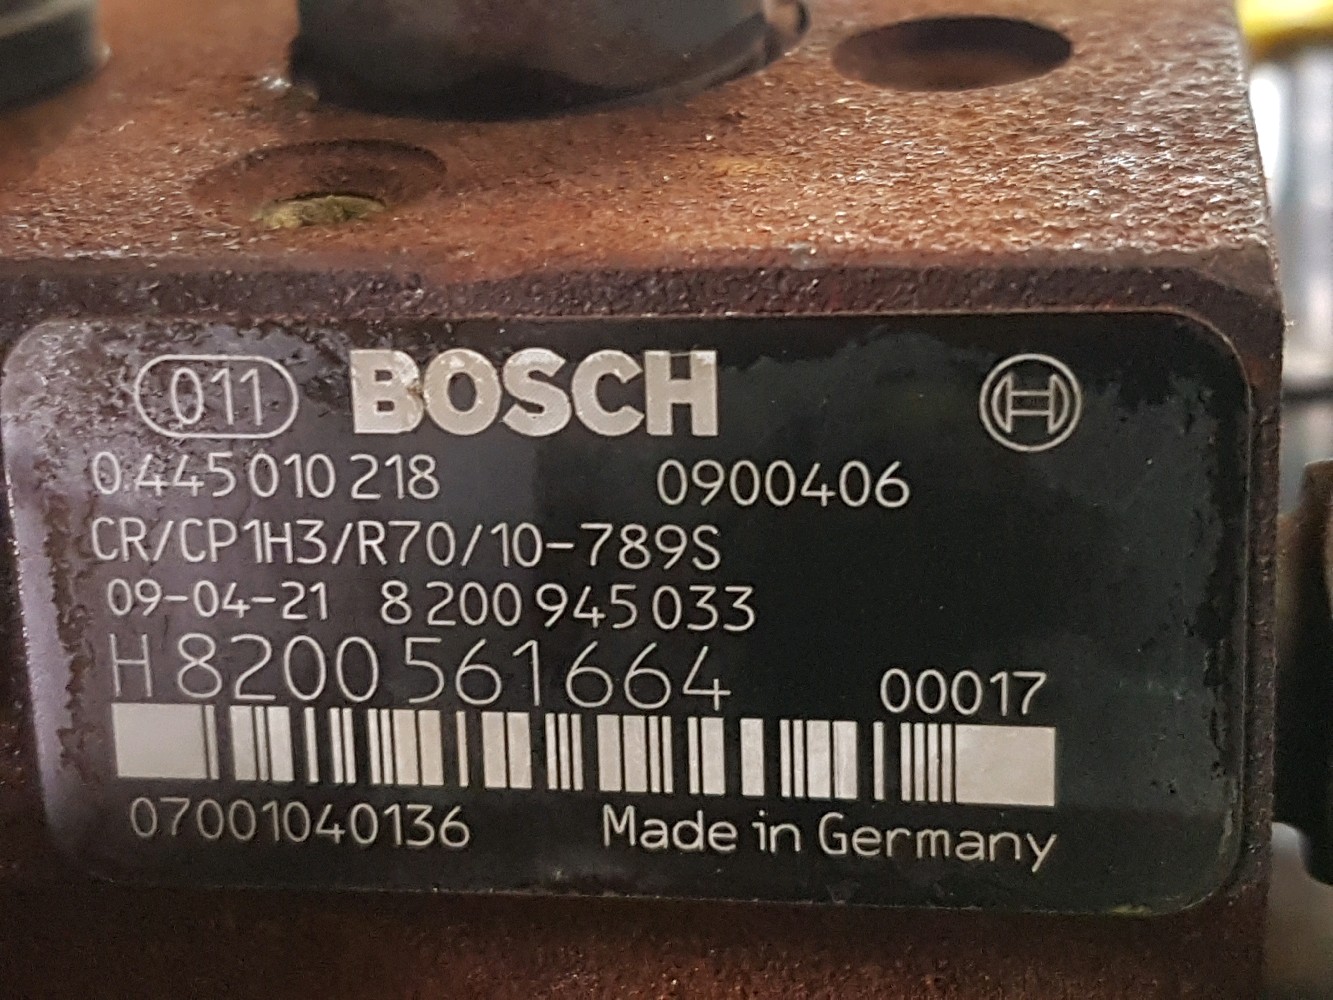 011 BOSCH
0 445 010 218 0900406
CR/CP1H3/R70/10-789S
09-04-21 8 200 945 033
H 8200 561664 00017
07001040136 Made in Germany